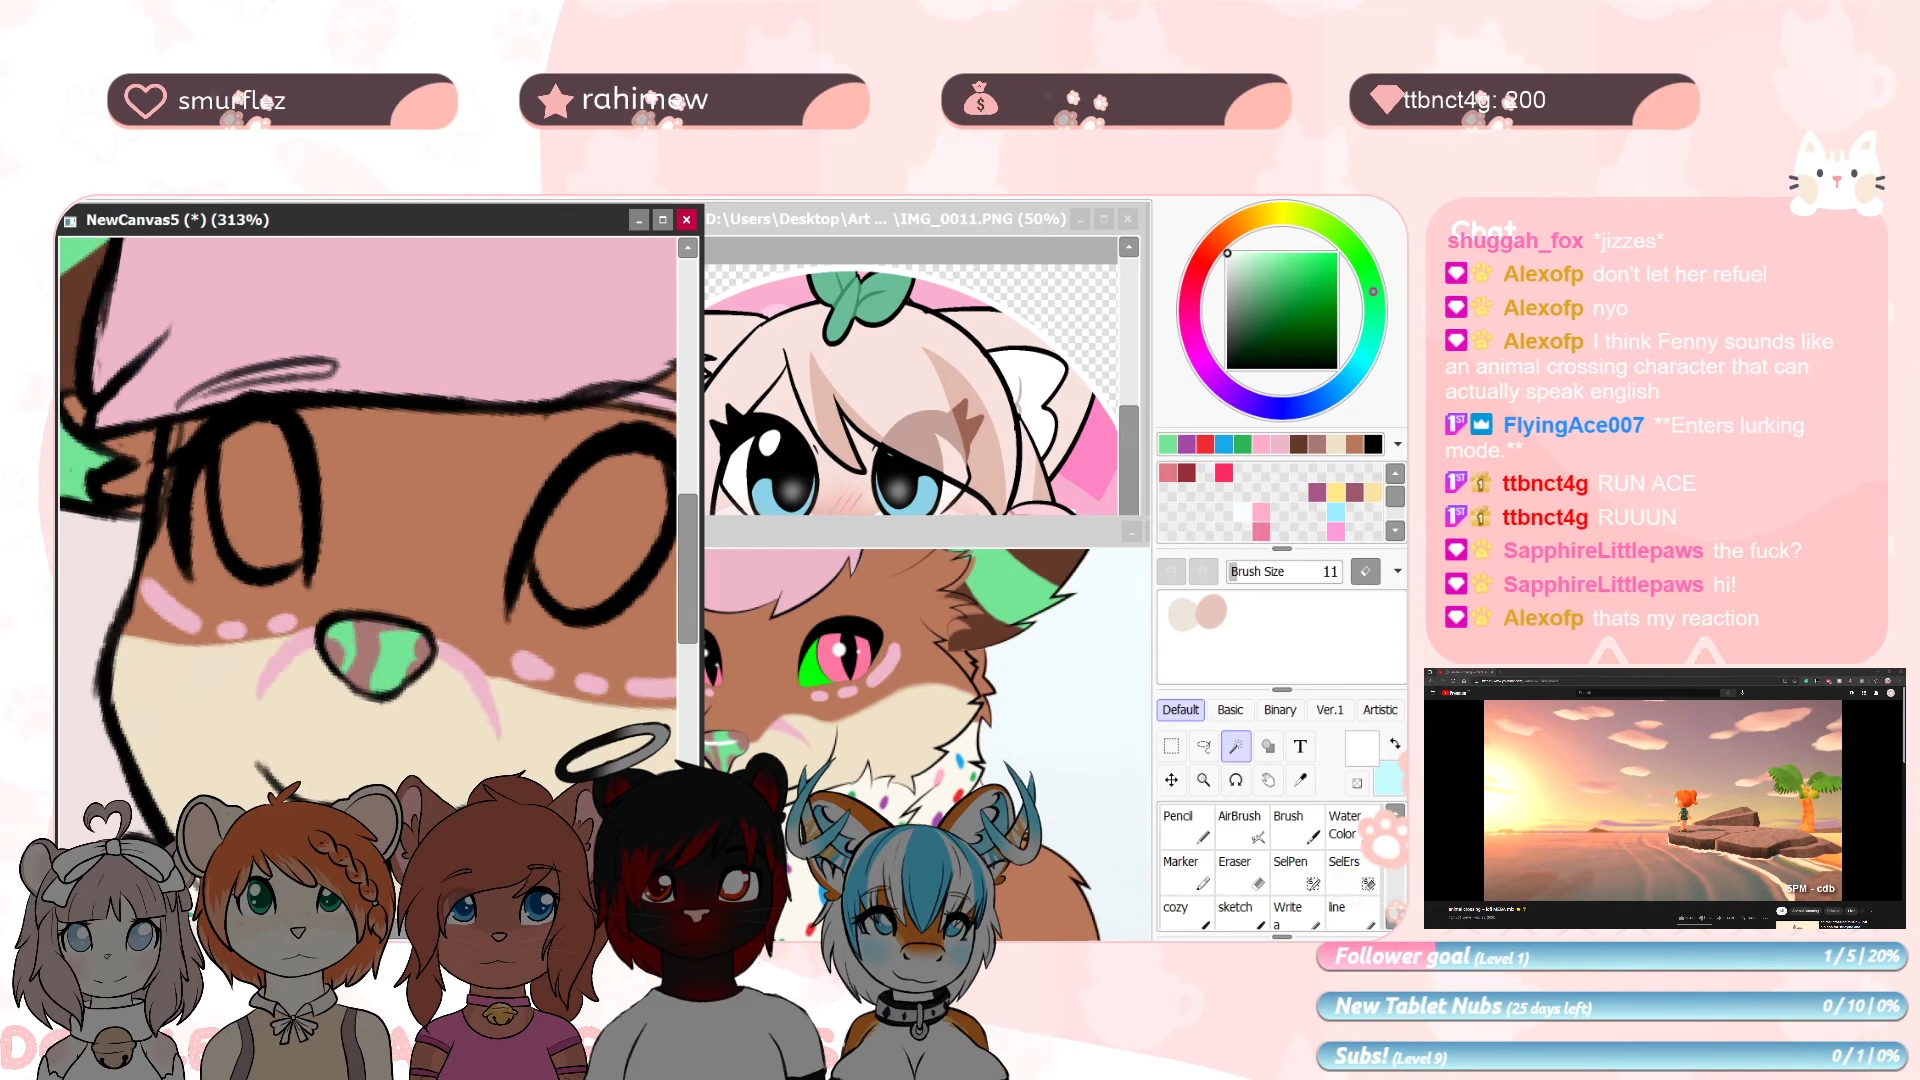 smurflez
rahimew
ttbnct4g: 200
NewCanvas5 (*) (313%)
D:\Users\Desktop\Art ... \IMG_0011.PNG (50%)
Chat
shuggah_fox *jizzes*
Alexofp don't let her refuel
Alexofp nyo
Alexofp I think Fenny sounds like
an animal crossing character that can
actually speak english
FlyingAce007 **Enters lurking
mode.**
ttbnct4g RUN ACE
ttbnct4g RUUUN
SapphireLittlepaws the fuck?
SapphireLittlepaws hi!
Alexofp thats my reaction
Brush Size 11
Default Basic Binary Ver.1 Artistic
T
Pencil AirBrush Brush Water
Color
Marker Eraser SelPen SelErs
cozy sketch Write line
a
5PM - cdb
Follower goal (Level 1) 1 / 5 | 20%
New Tablet Nubs (25 days left) 0 / 10 | 0%
Subs! (Level 9) 0 / 1 | 0%